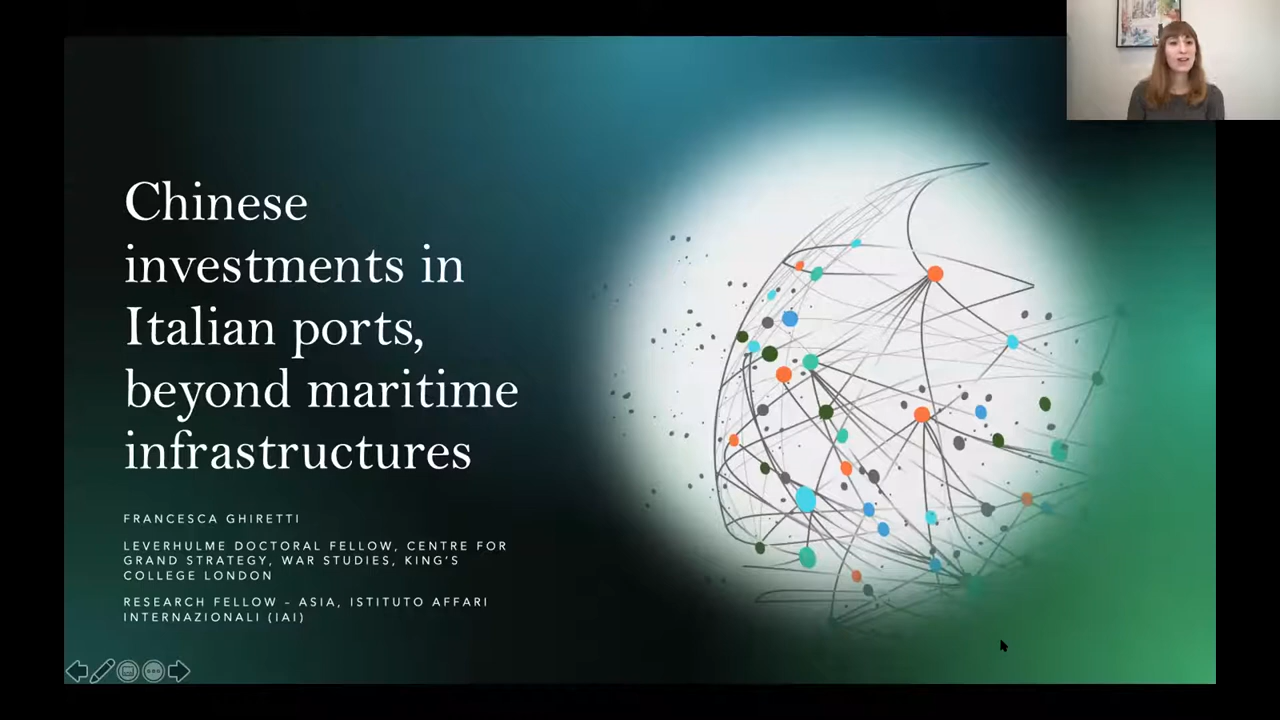 Chinese
investments in
Italian ports,
beyond maritime
infrastructures
FRANCESCA GHIRETTI
LEVERHULME DOCTORAL FELLOW, CENTRE FOR
GRAND STRATEGY, WAR STUDIES, KING'S
COLLEGE LONDON
RESEARCH FELLOW – ASIA, ISTITUTO AFFARI
INTERNAZIONALI (IAI)